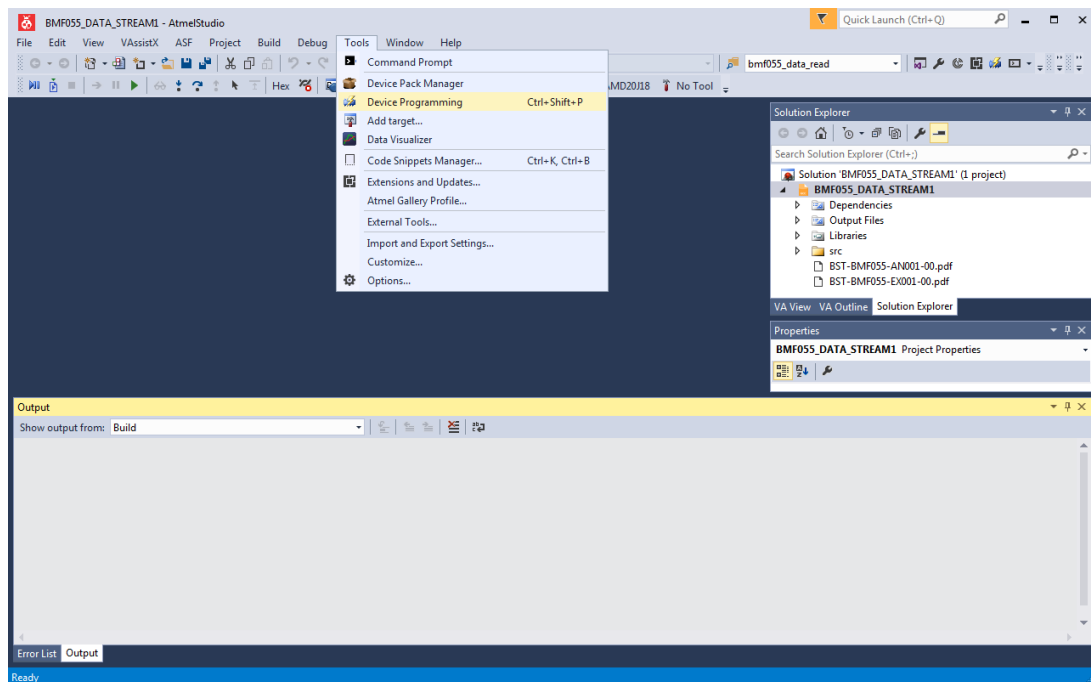 BMF055_DATA_STREAM1 - AtmelStudio
Quick Launch (Ctrl+Q)
File Edit View VAssistX ASF Project Build Debug Tools Window Help
bmf055_data_read
Hex
MD20J18 No Tool
Command Prompt
Device Pack Manager
Device Programming Ctrl+Shift+P
Add target...
Data Visualizer
Code Snippets Manager... Ctrl+K, Ctrl+B
Extensions and Updates...
Atmel Gallery Profile...
External Tools...
Import and Export Settings...
Customize...
Options...
Solution Explorer
Search Solution Explorer (Ctrl+;)
Solution 'BMF055_DATA_STREAM1' (1 project)
BMF055_DATA_STREAM1
Dependencies
Output Files
Libraries
src
BST-BMF055-AN001-00.pdf
BST-BMF055-EX001-00.pdf
VA View VA Outline Solution Explorer
Properties
BMF055_DATA_STREAM1 Project Properties
Output
Show output from: Build
Error List Output
Ready